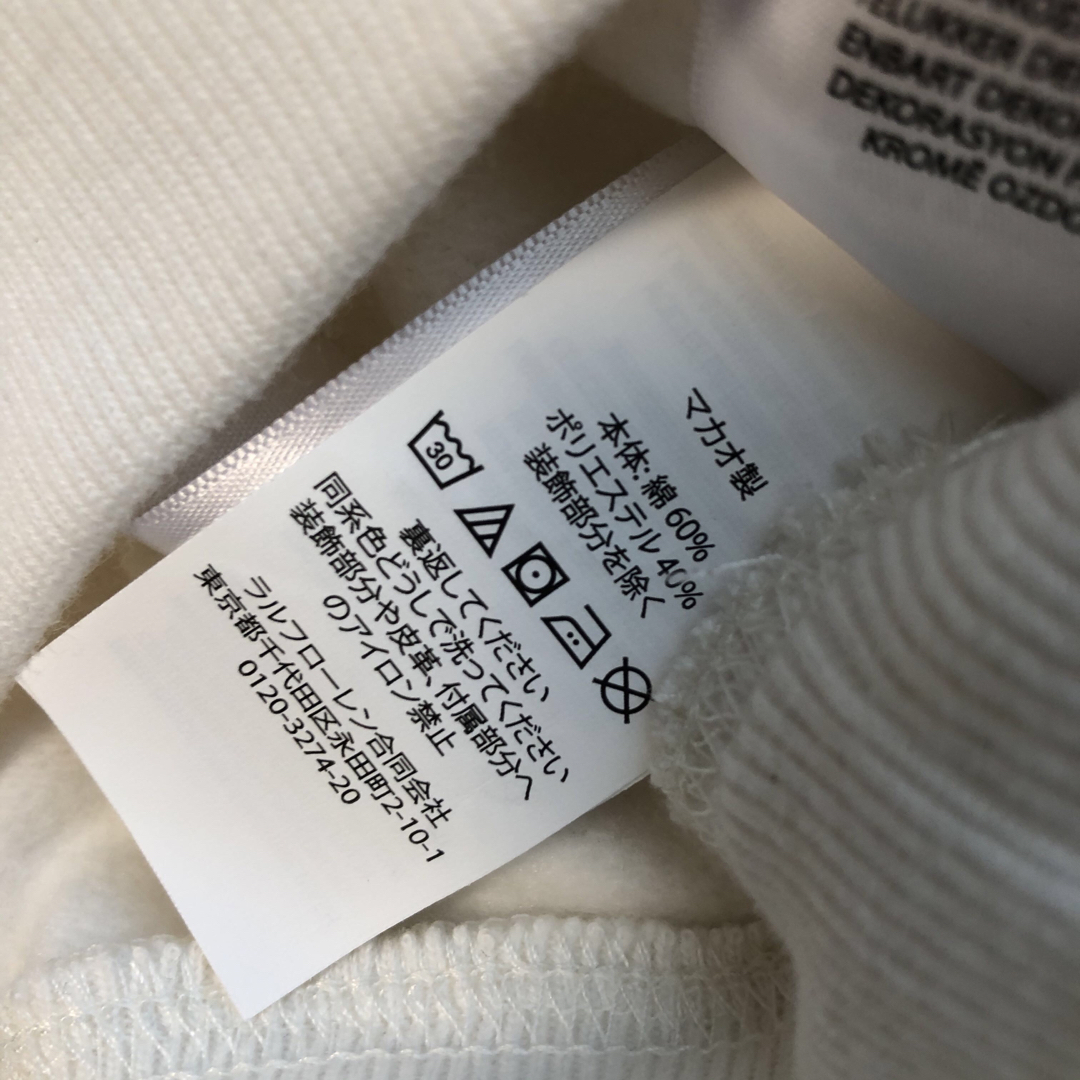 ELUKKER
ENBART
DEKORASYON
KROMĒ
マカオ製
本体: 綿 60%
ポリエステル 40%
装飾部分を除く
30
裏返してください
同系色どうしで洗ってください
装飾部分や皮革、付属部分へ
のアイロン禁止
ラルフローレン合同会社
東京都千代田区永田町2-10-1
0120-3274-20